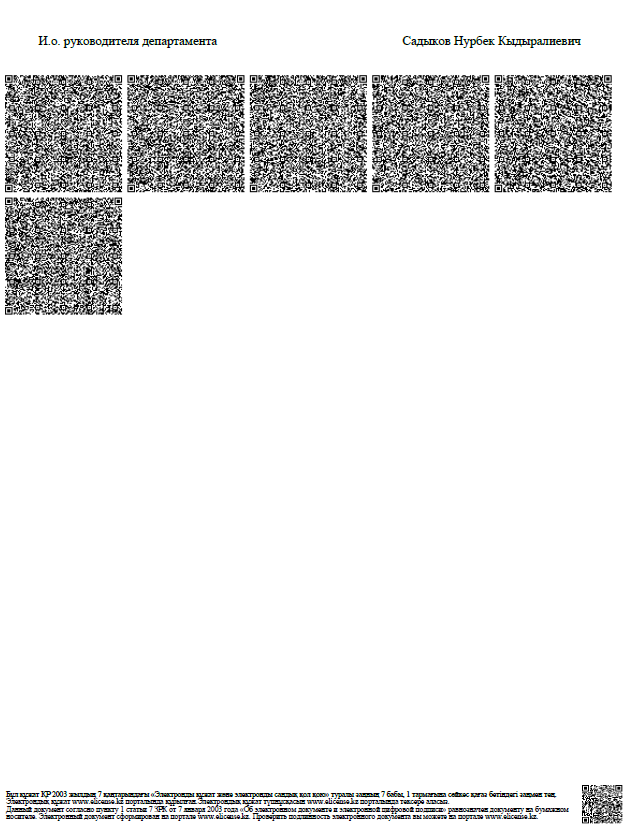 И.о. руководителя департамента
Садыков Нурбек Кыдыралиевич
Бұл құжат ҚР 2003 жылдың 7 қаңтарындағы «Электронды құжат және электронды сандық қол қою» туралы заңның 7 бабы, 1 тармағына сәйкес қағаз бетіндегі заңмен тең.
Электрондық құжат www.elicense.kz порталында құрылған. Электрондық құжат түпнұсқасын www.elicense.kz порталында тексере аласыз.
Данный документ согласно пункту 1 статьи 7 ЗРК от 7 января 2003 года «Об электронном документе и электронной цифровой подписи» равнозначен документу на бумажном
носителе. Электронный документ сформирован на портале www.elicense.kz. Проверить подлинность электронного документа вы можете на портале www.elicense.kz.